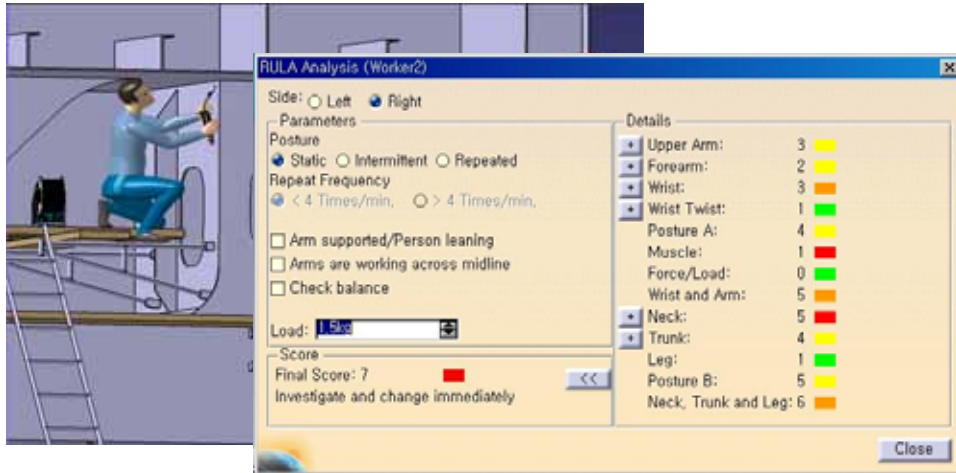 RULA Analysis (Worker2)
Side: Left Right
Parameters
Posture
Static Intermittent Repeated
Repeat Frequency
< 4 Times/min. > 4 Times/min.
Arm supported/Person leaning
Arms are working across midline
Check balance
Load: 1.5kg
Score
Final Score: 7
<<
Investigate and change immediately
Details
+ Upper Arm: 3
+ Forearm: 2
+ Wrist: 3
+ Wrist Twist: 1
Posture A: 4
Muscle: 1
Force/Load: 0
Wrist and Arm: 5
+ Neck: 5
+ Trunk: 4
Leg: 1
Posture B: 5
Neck, Trunk and Leg: 6
Close